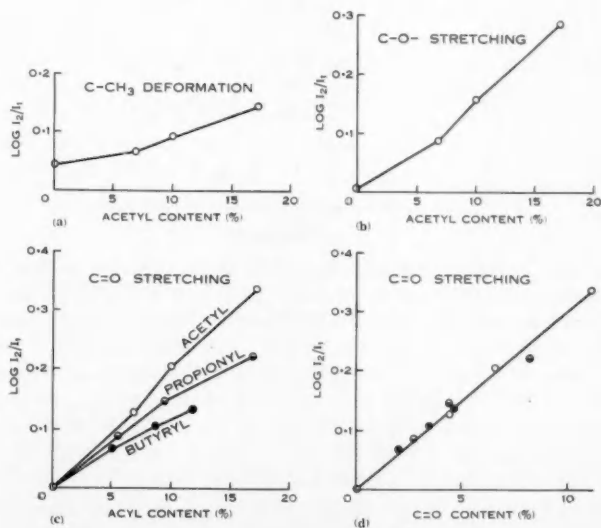 0·3
C–O– STRETCHING
0·2
0·2
C–CH₃ DEFORMATION
LOG I₂/I₁
LOG I₂/I₁
0·1
0·1
0
0
0 5 10 15 20
0 5 10 15 20
(a)
ACETYL CONTENT (%)
(b)
ACETYL CONTENT (%)
0·4
0·4
C=O STRETCHING
C=O STRETCHING
0·3
0·3
ACETYL
LOG I₂/I₁
LOG I₂/I₁
0·2
0·2
PROPIONYL
0·1
0·1
BUTYRYL
0
0
0 5 10 15 20
0 5 10
(c)
ACYL CONTENT (%)
(d)
C=O CONTENT (%)